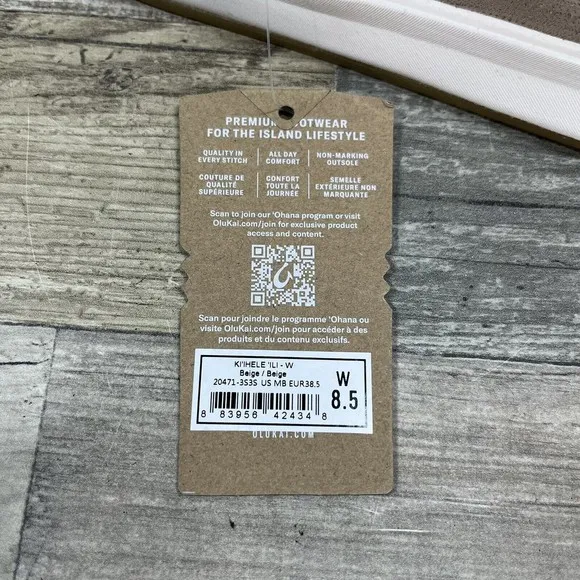 PREMIUM FOOTWEAR
FOR THE ISLAND LIFESTYLE
QUALITY IN
EVERY STITCH
ALL DAY
COMFORT
NON-MARKING
OUTSOLE
COUTURE DE
QUALITÉ
SUPÉRIEURE
CONFORT
TOUTE LA
JOURNÉE
SEMELLE
EXTÉRIEURE NON
MARQUANTE
Scan to join our 'Ohana program or visit
OluKai.com/join for exclusive product
access and content.
Scan pour joindre le programme 'Ohana ou
visite OluKai.com/join pour accéder à des
produits et du contenu exclusifs.
KI'IHELE 'ILI - W
Beige / Beige
20471-3S3S US MB EUR38.5
W
8.5
8 83956 42434 8
OLUKAI.COM